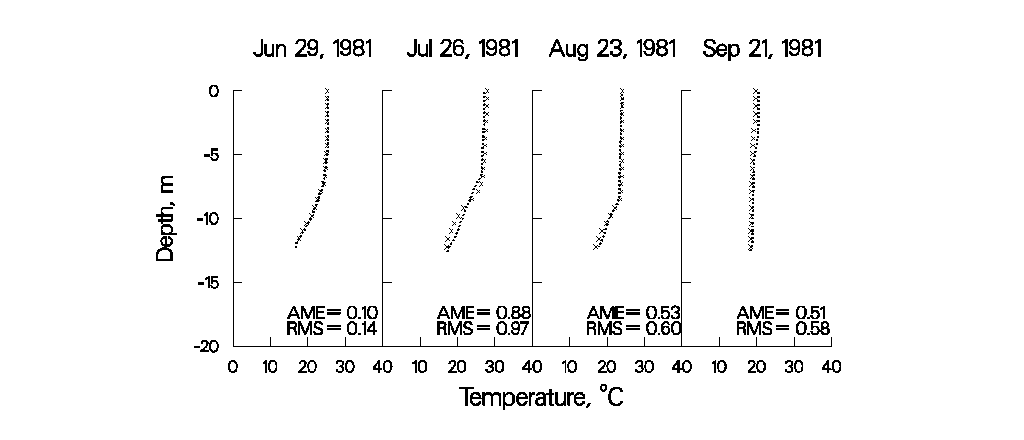 Jun 29, 1981 Jul 26, 1981 Aug 23, 1981 Sep 21, 1981
0
-5
-10
-15
-20
Depth, m
AME= 0.10 AME= 0.88 AME= 0.53 AME= 0.51
RMS= 0.14 RMS= 0.97 RMS= 0.60 RMS= 0.58
0 10 20 30 40 10 20 30 40 10 20 30 40 10 20 30 40
Temperature, °C